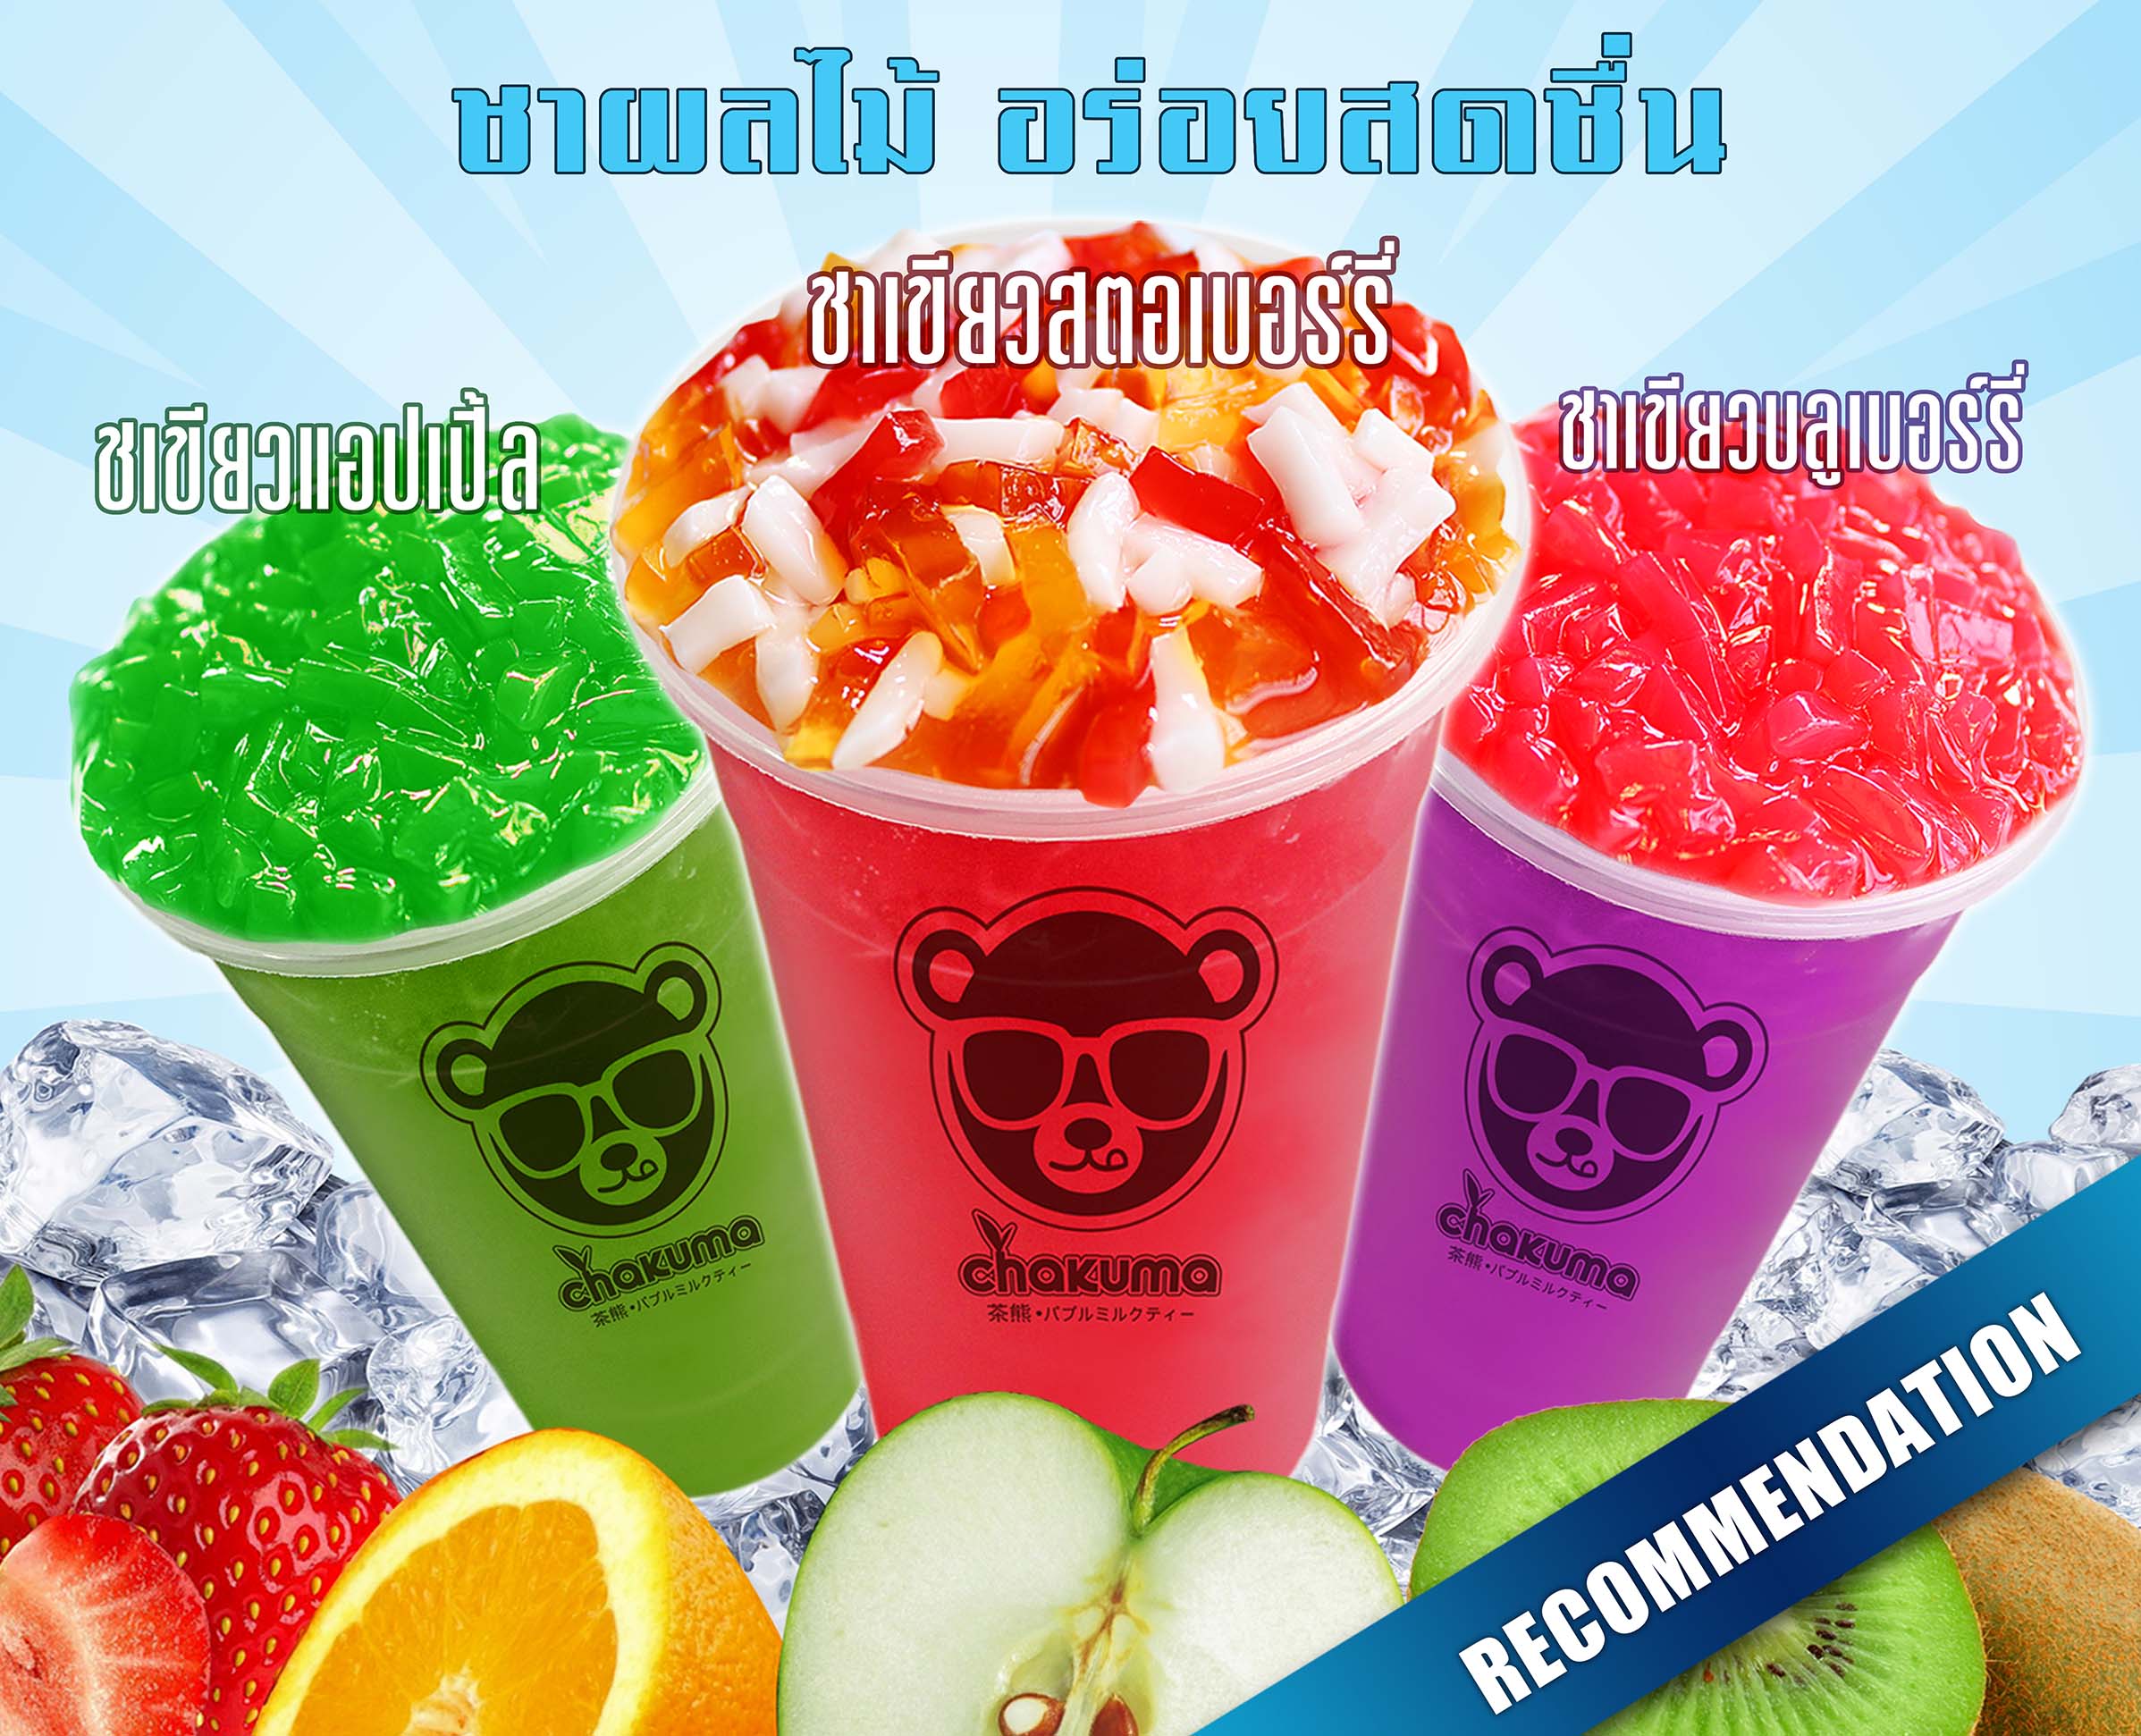 ชาผลไม้ อร่อยสดชื่น
ชาเขียวสตอเบอร์รี่
ชเขียวแอปเปิ้ล
ชาเขียวบลูเบอร์รี่
chakuma
茶熊•バブルミルクティー
chakuma
茶熊•バブルミルクティー
chakuma
茶熊•バブルミルクティー
RECOMMENDATION